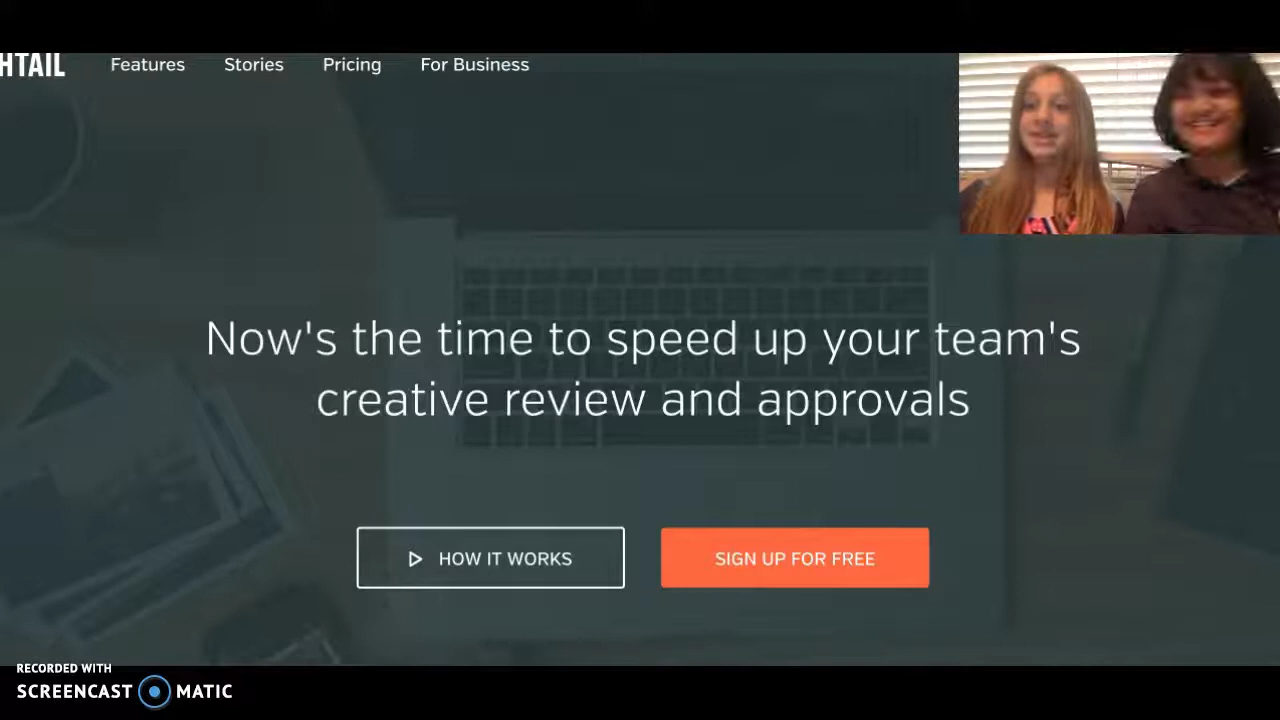 HTAIL Features Stories Pricing For Business
Now's the time to speed up your team's
creative review and approvals
HOW IT WORKS SIGN UP FOR FREE
RECORDED WITH
SCREENCAST MATIC